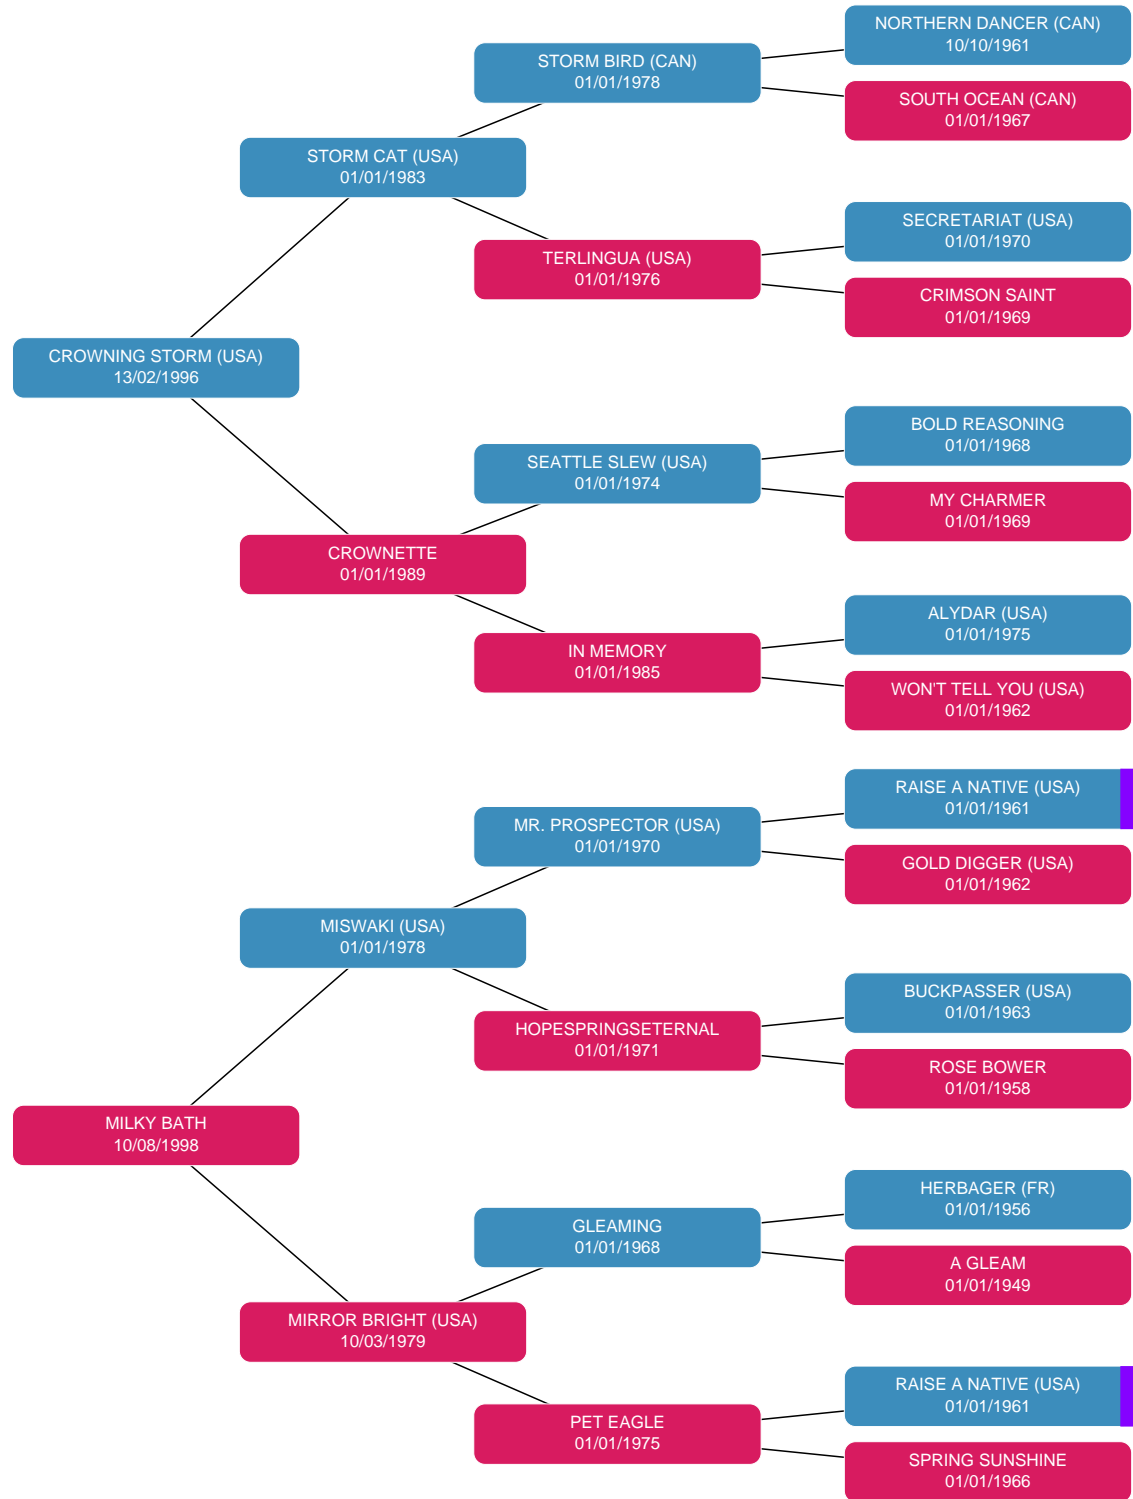 NORTHERN DANCER (CAN)
10/10/1961
STORM BIRD (CAN)
01/01/1978
SOUTH OCEAN (CAN)
01/01/1967
STORM CAT (USA)
01/01/1983
SECRETARIAT (USA)
01/01/1970
TERLINGUA (USA)
01/01/1976
CRIMSON SAINT
01/01/1969
CROWNING STORM (USA)
13/02/1996
BOLD REASONING
01/01/1968
SEATTLE SLEW (USA)
01/01/1974
MY CHARMER
01/01/1969
CROWNETTE
01/01/1989
ALYDAR (USA)
01/01/1975
IN MEMORY
01/01/1985
WON'T TELL YOU (USA)
01/01/1962
RAISE A NATIVE (USA)
01/01/1961
MR. PROSPECTOR (USA)
01/01/1970
GOLD DIGGER (USA)
01/01/1962
MISWAKI (USA)
01/01/1978
BUCKPASSER (USA)
01/01/1963
HOPESPRINGSETERNAL
01/01/1971
ROSE BOWER
01/01/1958
MILKY BATH
10/08/1998
HERBAGER (FR)
01/01/1956
GLEAMING
01/01/1968
A GLEAM
01/01/1949
MIRROR BRIGHT (USA)
10/03/1979
RAISE A NATIVE (USA)
01/01/1961
PET EAGLE
01/01/1975
SPRING SUNSHINE
01/01/1966